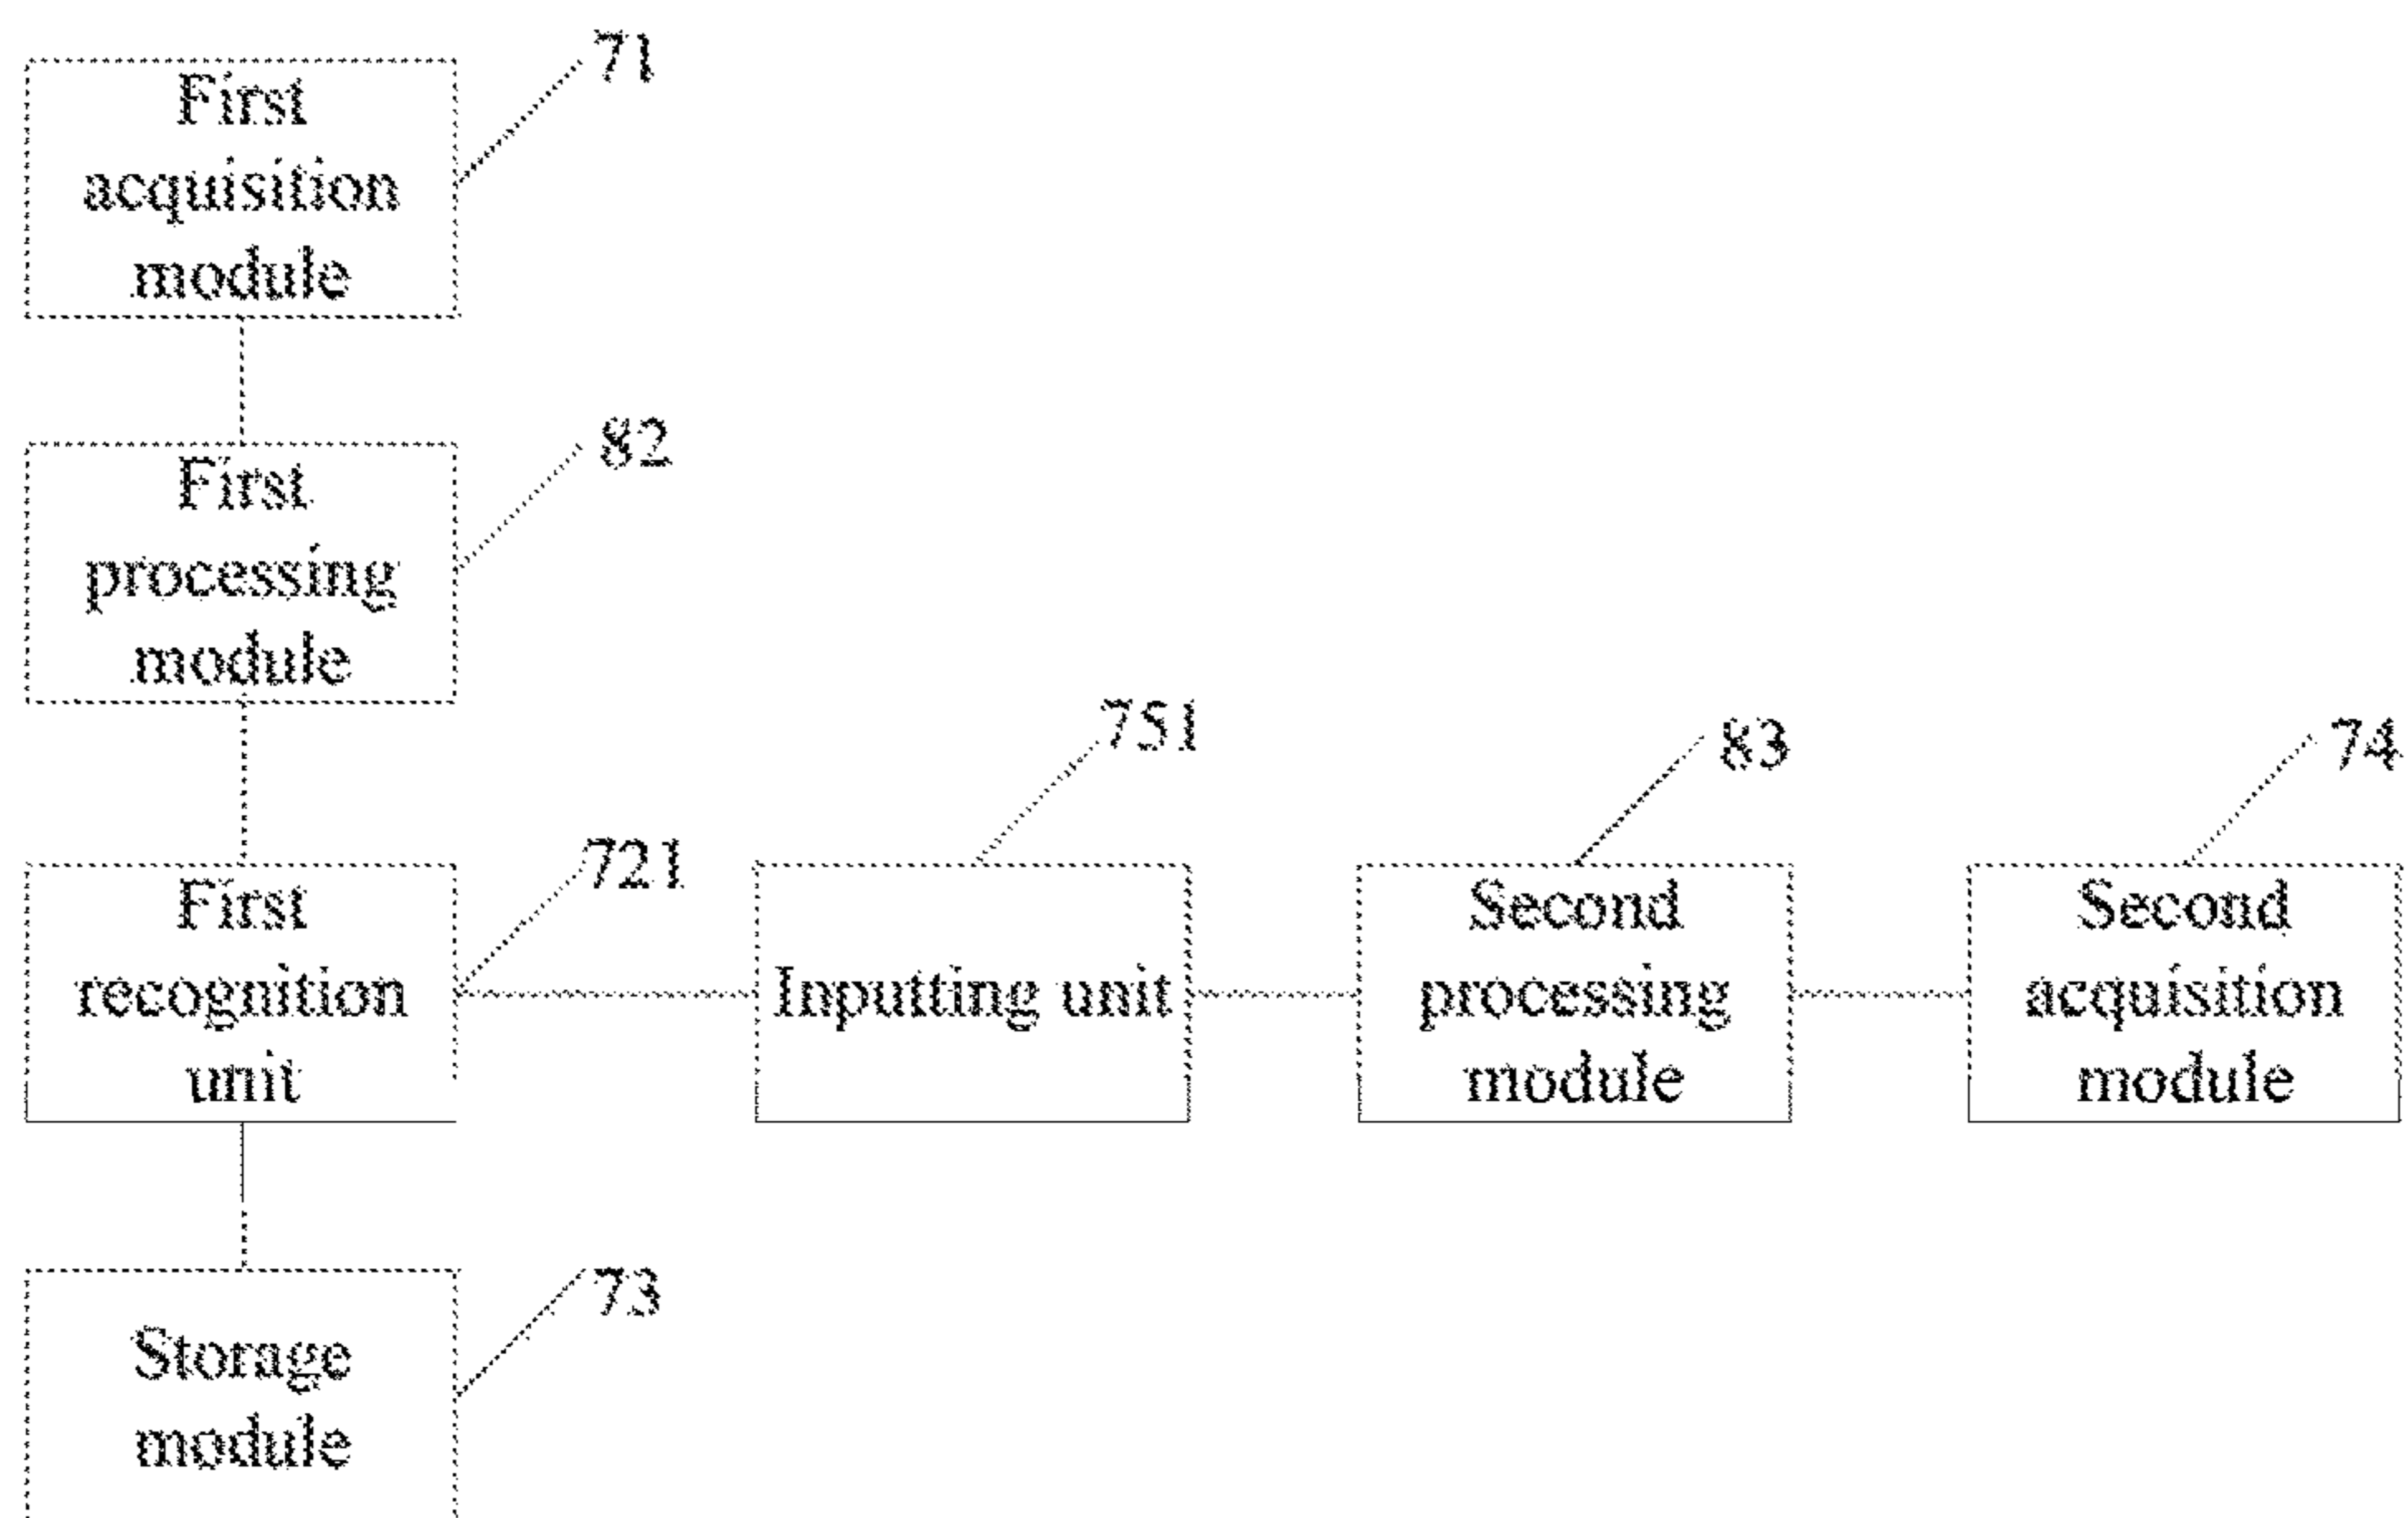 71
First
acquisition
module
82
First
processing
module
751
83
74
721
First
recognition
unit
Inputting unit
Second
processing
module
Second
acquisition
module
73
Storage
module